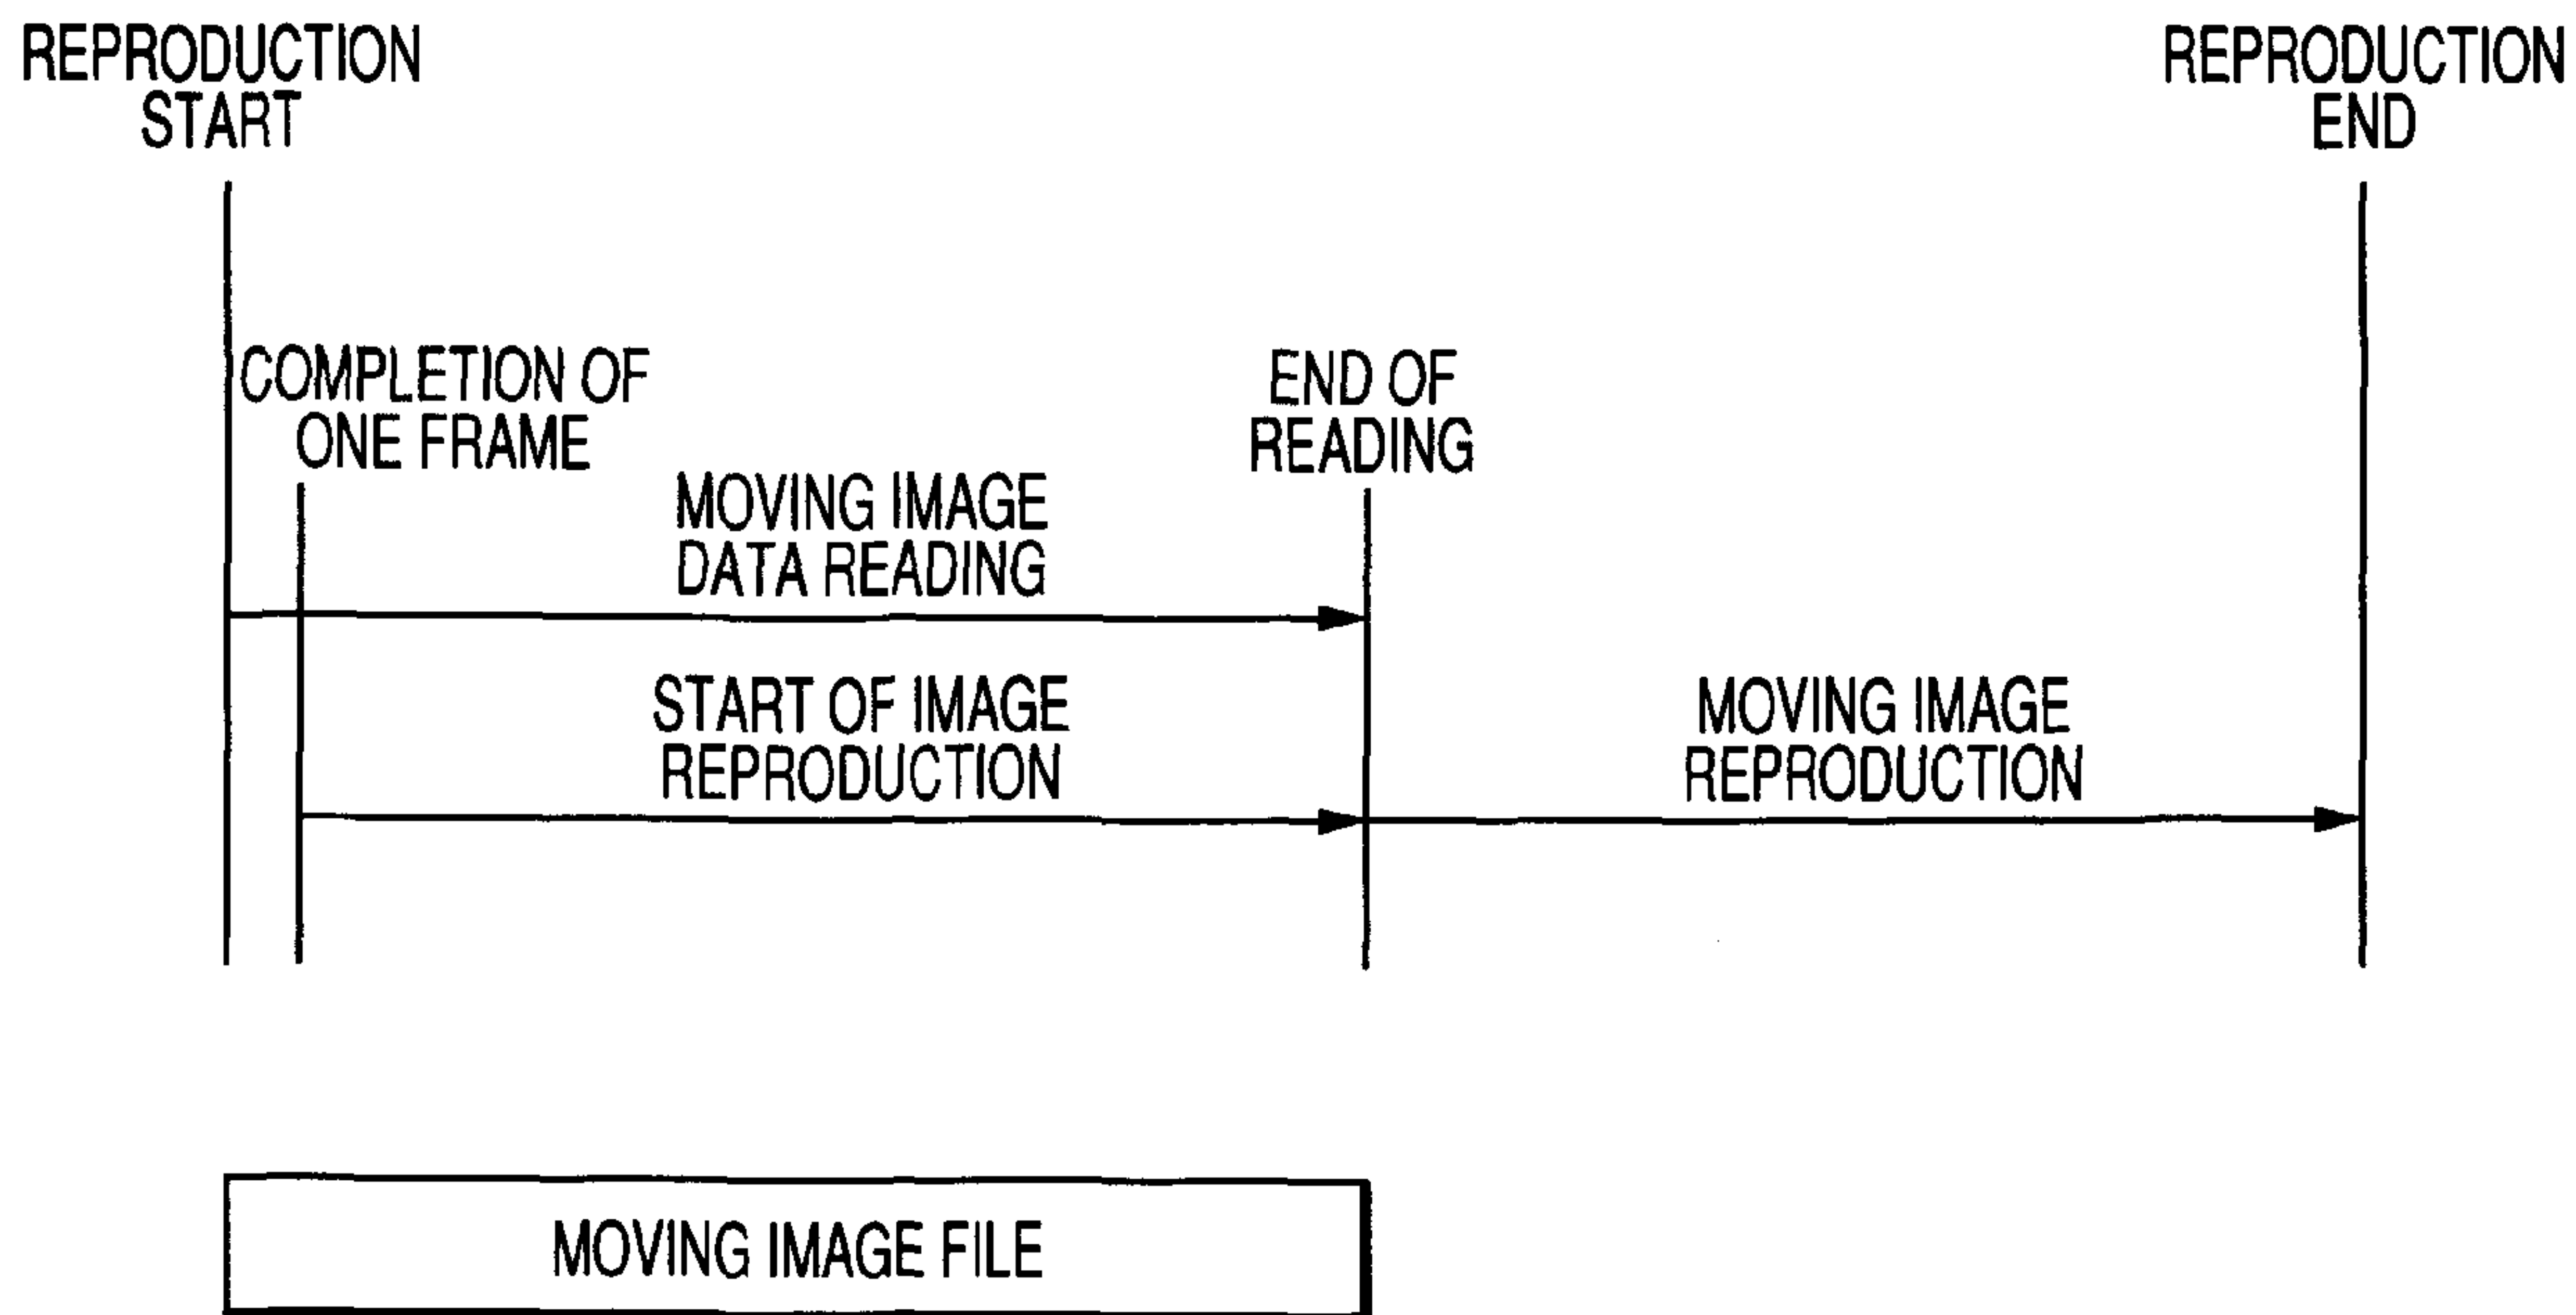 REPRODUCTION
START
REPRODUCTION
END
COMPLETION OF
ONE FRAME
END OF
READING
MOVING IMAGE
DATA READING
START OF IMAGE
REPRODUCTION
MOVING IMAGE
REPRODUCTION
MOVING IMAGE FILE